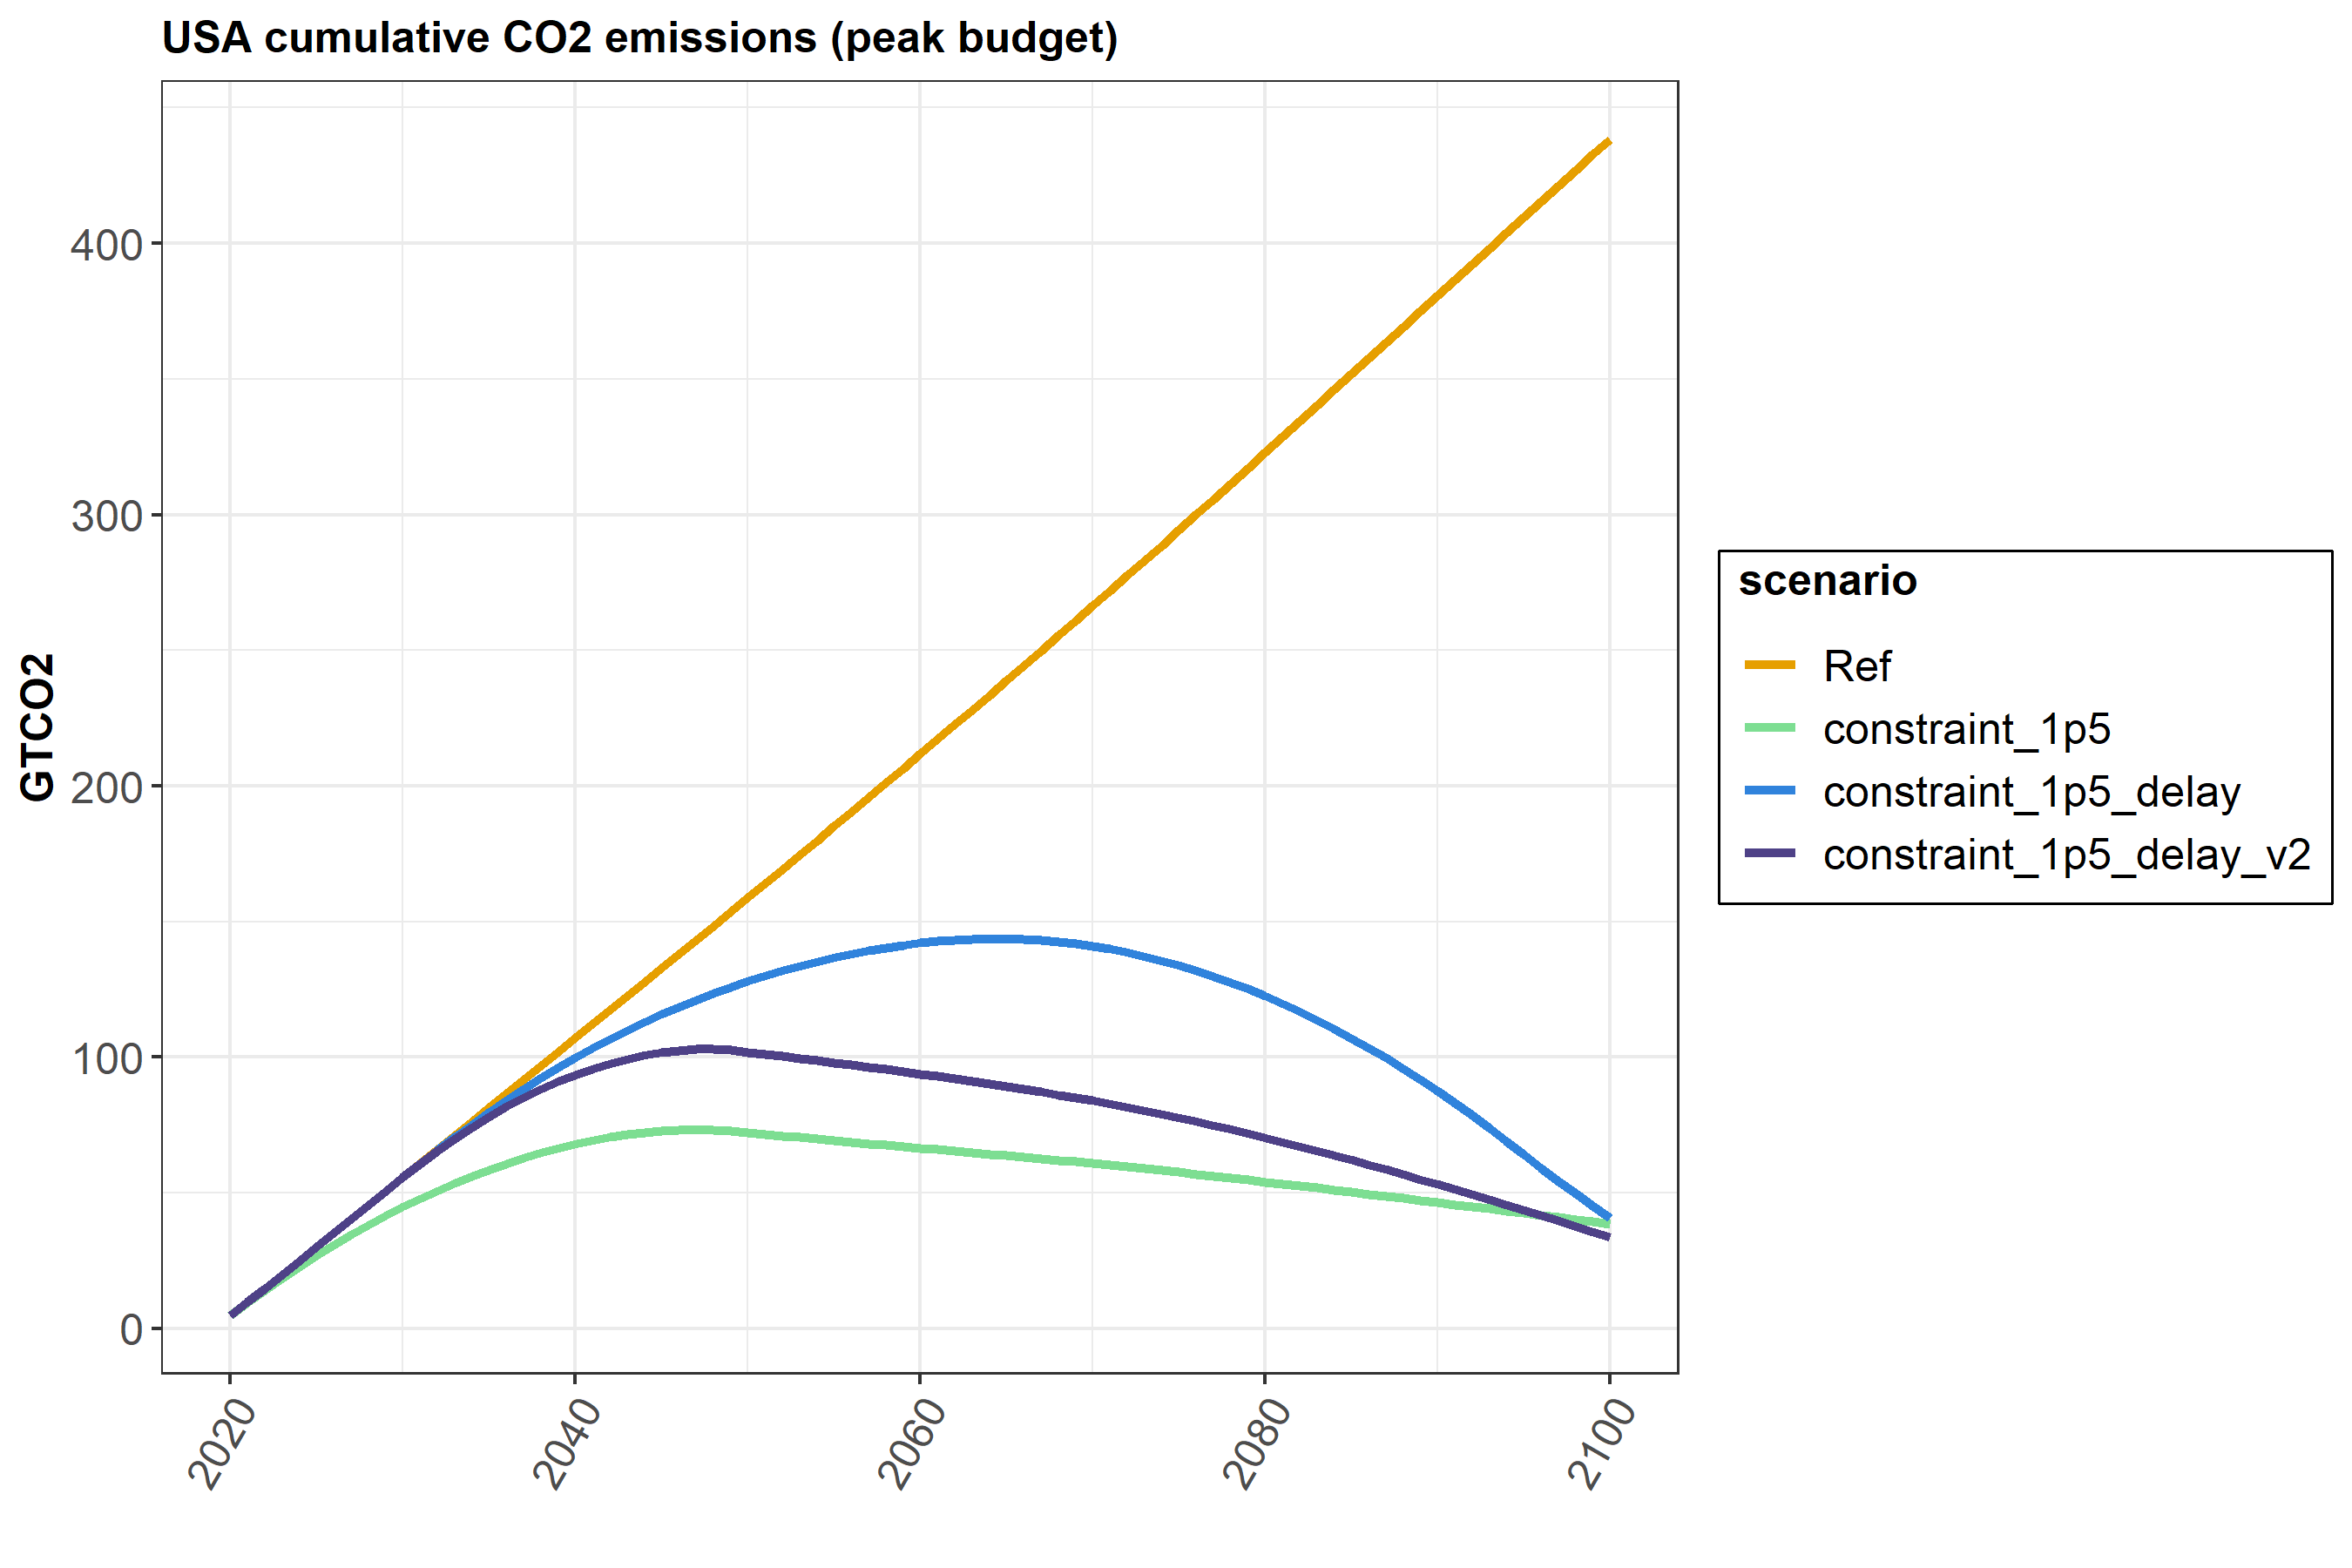 USA cumulative CO2 emissions (peak budget)
GTCO2
400
300
200
100
0
2020
2040
2060
2080
2100
scenario
Ref
constraint_1p5
constraint_1p5_delay
constraint_1p5_delay_v2